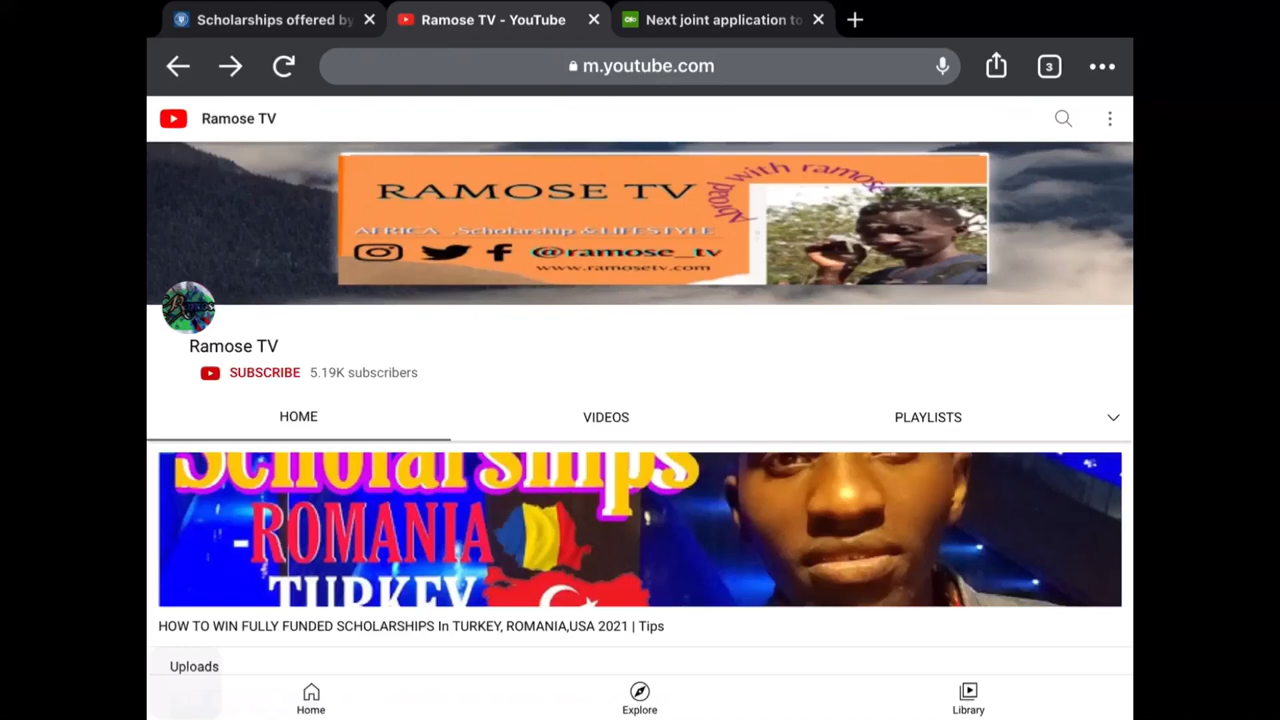 Scholarships offered by
Ramose TV - YouTube
Next joint application to
m.youtube.com
3
Ramose TV
RAMOSE TV
Abroad with ramose
AFRICA ,Scholarship & LIFESTYLE
@ramose_tv
www.ramosetv.com
Ramose TV
SUBSCRIBE 5.19K subscribers
HOME
VIDEOS
PLAYLISTS
Scholarships
-ROMANIA
TURKEY
HOW TO WIN FULLY FUNDED SCHOLARSHIPS In TURKEY, ROMANIA,USA 2021 | Tips
Uploads
Home
Explore
Library